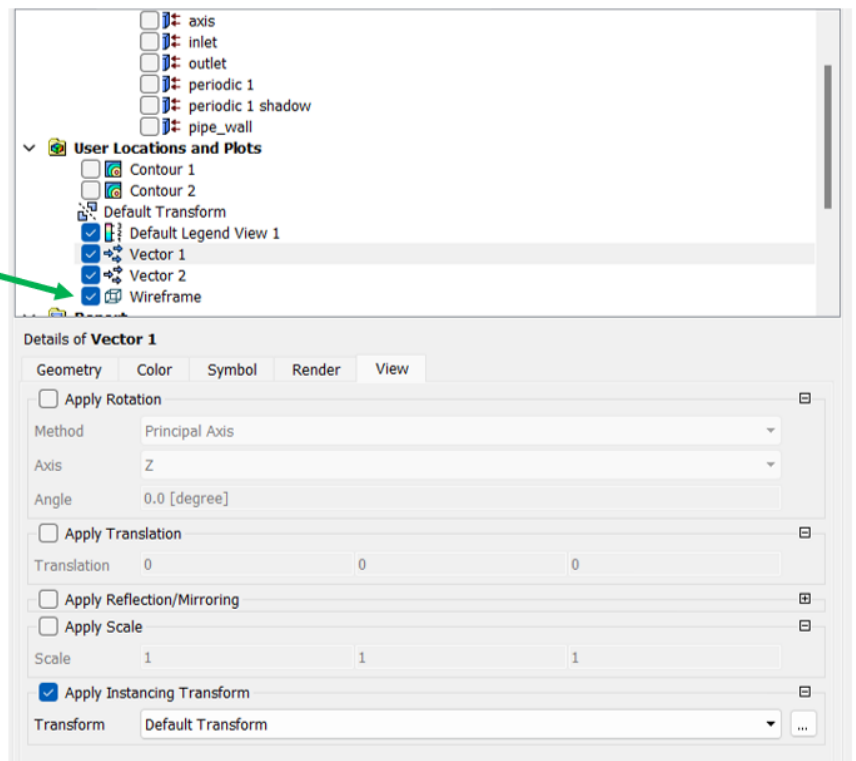 axis
inlet
outlet
periodic 1
periodic 1 shadow
pipe_wall
User Locations and Plots
Contour 1
Contour 2
Default Transform
Default Legend View 1
Vector 1
Vector 2
Wireframe
Report
Details of Vector 1
Geometry Color Symbol Render View
Apply Rotation
Method Principal Axis
Axis Z
Angle 0.0 [degree]
Apply Translation
Translation 0 0 0
Apply Reflection/Mirroring
Apply Scale
Scale 1 1 1
Apply Instancing Transform
Transform Default Transform ...